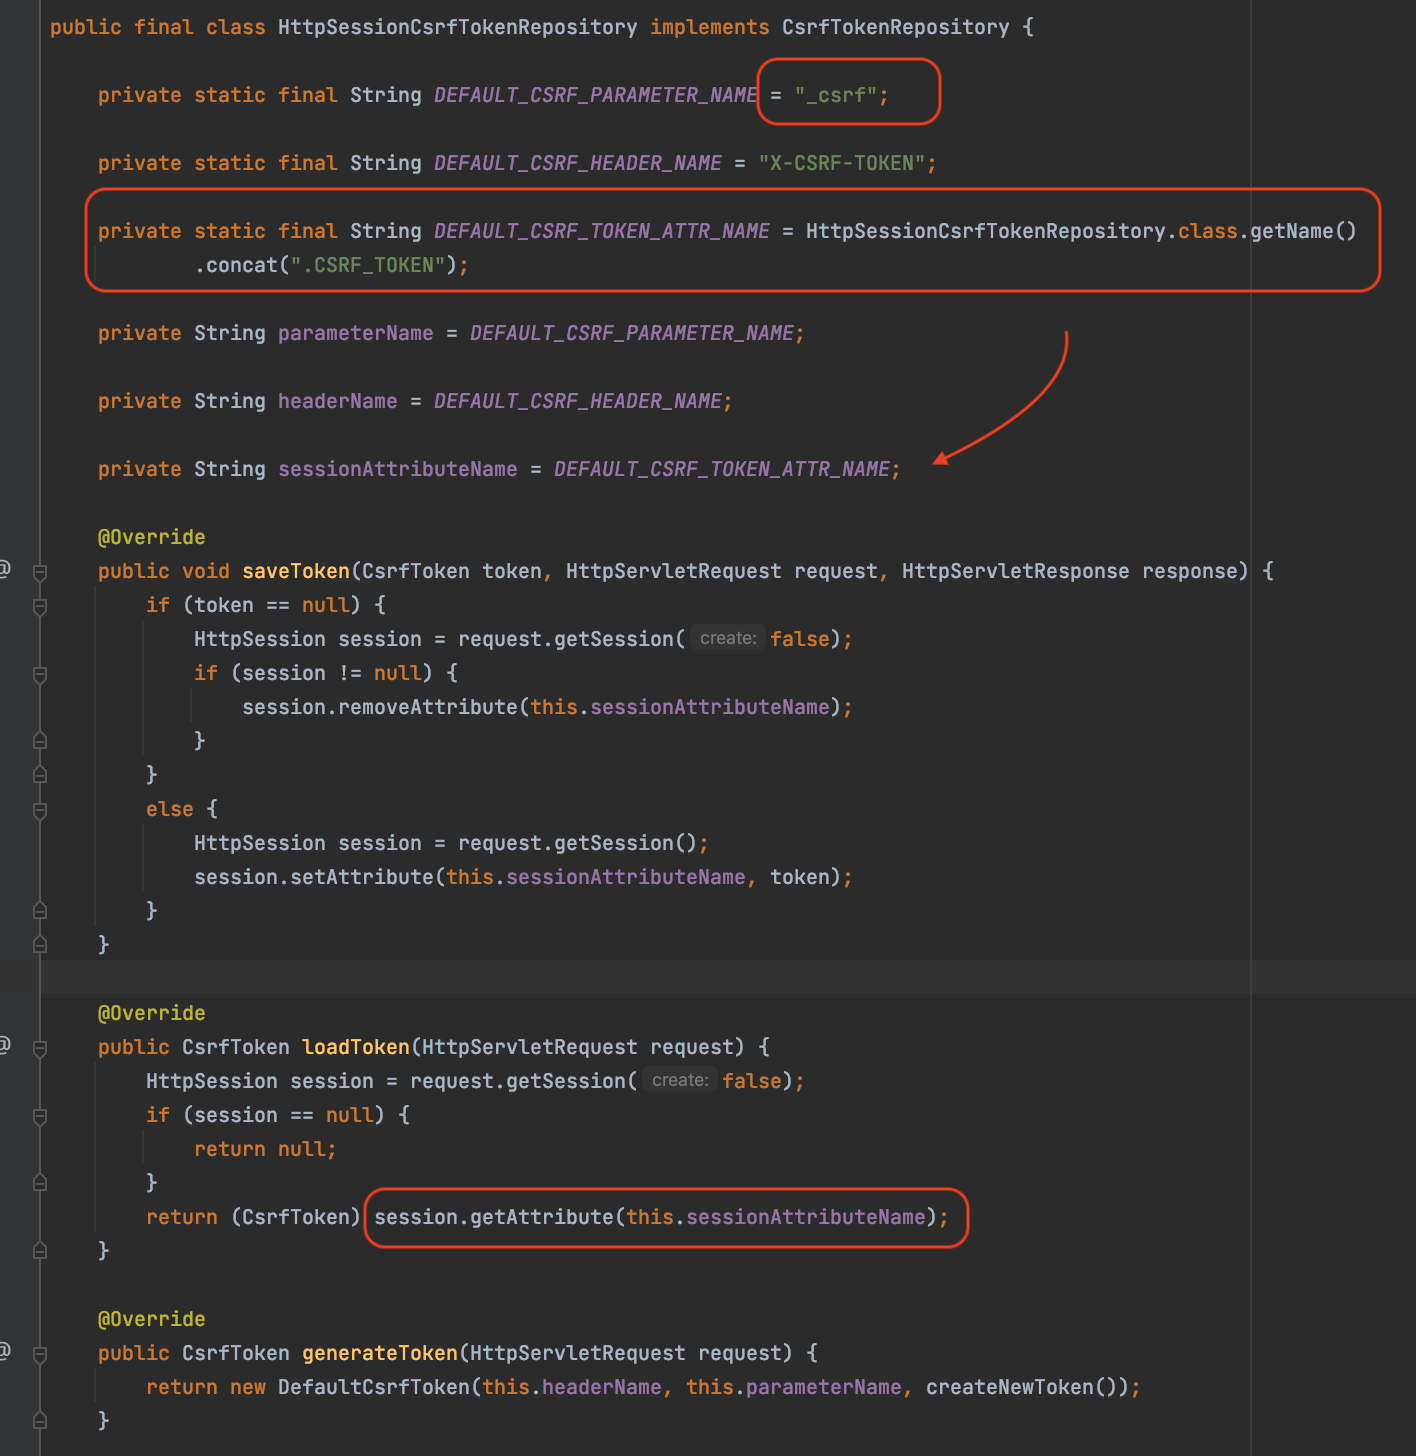 public final class HttpSessionCsrfTokenRepository implements CsrfTokenRepository {
private static final String DEFAULT_CSRF_PARAMETER_NAME = "_csrf";
private static final String DEFAULT_CSRF_HEADER_NAME = "X-CSRF-TOKEN";
private static final String DEFAULT_CSRF_TOKEN_ATTR_NAME = HttpSessionCsrfTokenRepository.class.getName()
.concat(".CSRF_TOKEN");
private String parameterName = DEFAULT_CSRF_PARAMETER_NAME;
private String headerName = DEFAULT_CSRF_HEADER_NAME;
private String sessionAttributeName = DEFAULT_CSRF_TOKEN_ATTR_NAME;
@Override
@ public void saveToken(CsrfToken token, HttpServletRequest request, HttpServletResponse response) {
if (token == null) {
HttpSession session = request.getSession( create: false);
if (session != null) {
session.removeAttribute(this.sessionAttributeName);
}
}
else {
HttpSession session = request.getSession();
session.setAttribute(this.sessionAttributeName, token);
}
}
@Override
@ public CsrfToken loadToken(HttpServletRequest request) {
HttpSession session = request.getSession( create: false);
if (session == null) {
return null;
}
return (CsrfToken) session.getAttribute(this.sessionAttributeName);
}
@Override
@ public CsrfToken generateToken(HttpServletRequest request) {
return new DefaultCsrfToken(this.headerName, this.parameterName, createNewToken());
}